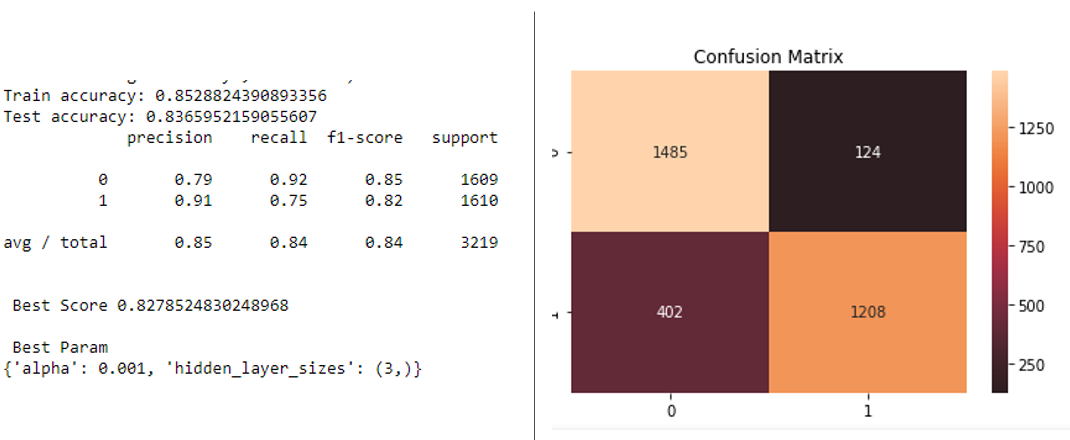 Train accuracy: 0.8528824390893356
Test accuracy: 0.8365952159055607
precision recall f1-score support
0 0.79 0.92 0.85 1609
1 0.91 0.75 0.82 1610
avg / total 0.85 0.84 0.84 3219
Best Score 0.8278524830248968
Best Param
{'alpha': 0.001, 'hidden_layer_sizes': (3,)}
Confusion Matrix
1485 124
402 1208
0 1
1250
1000
750
500
250